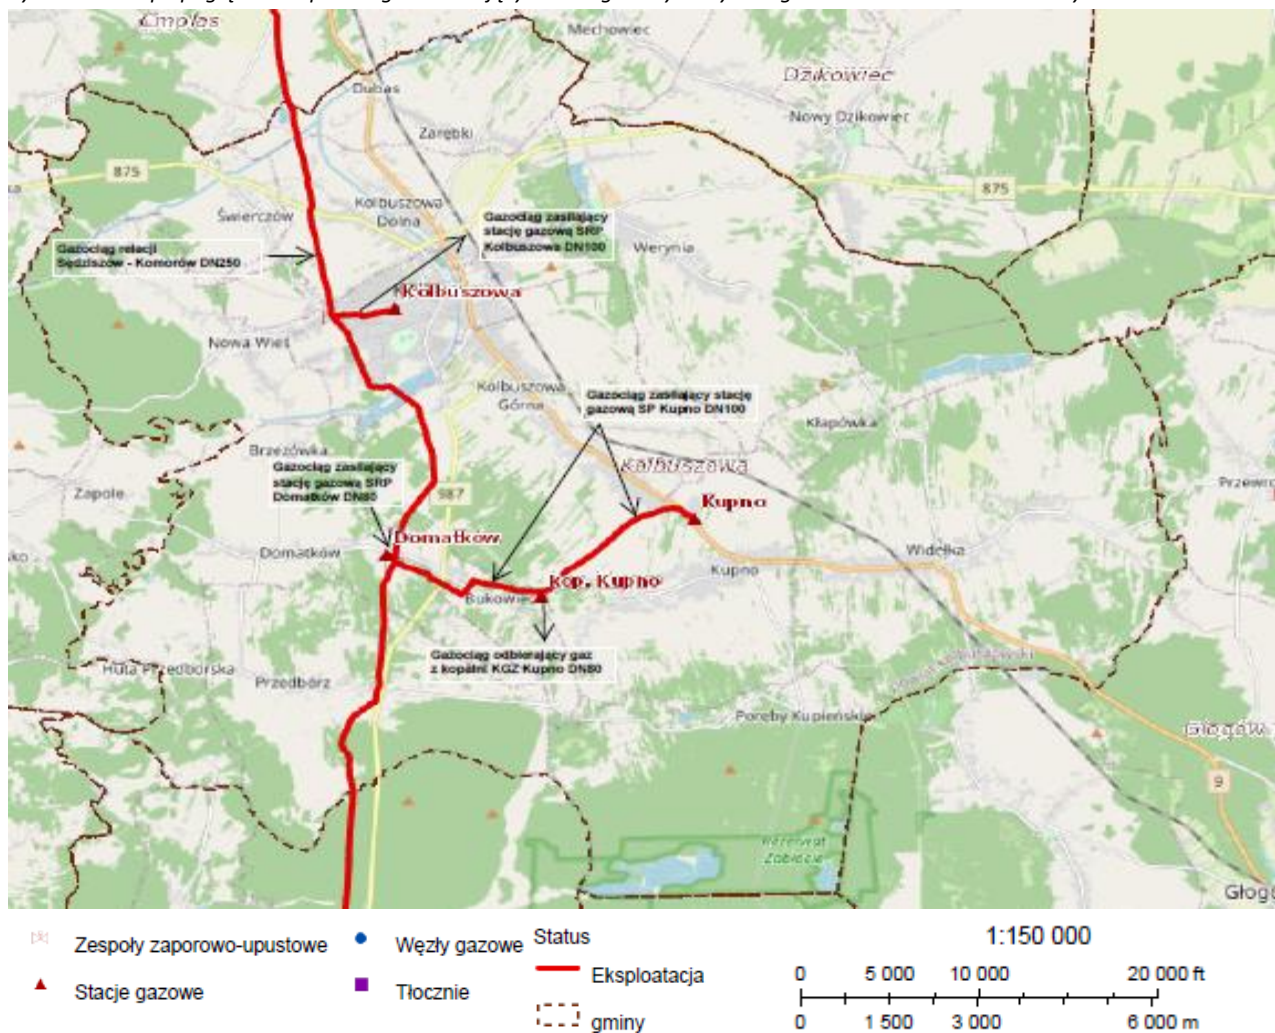 Cmplas
Mechowiec
Dzikowiec
Dubas
Nowy Dzikowiec
Zarębki
875
875
Kolbuszowa
Dolna
Świerczów
Gazociąg zasilający
stację gazową SRP
Kolbuszowa DN100
Werynia
Gazociąg relacji
Sędziszów - Komorów DN250
Kolbuszowa
Nowa Wieś
Kolbuszowa
Górna
Gazociąg zasilający stację
gazową SP Kupno DN100
Kłapówka
Brzezówka
Gazociąg zasilający
stację gazową SRP
Domatków DN80
Kolbuszowa
Zapole
987
Kupno
Domatków
Domatków
Widełka
kop. Kupno
Kupno
Bukowiec
Gazociąg odbierający gaz
z kopalni KGZ Kupno DN80
Huta Przedborska
Przedbórz
Poręby Kupieńskie
Głogów
9
Rezerwat
Zabłocie
Zespoły zaporowo-upustowe
Węzły gazowe
Status
1:150 000
Stacje gazowe
Tłocznie
Eksploatacja
gminy
0 5 000 10 000 20 000 ft
0 1 500 3 000 6 000 m